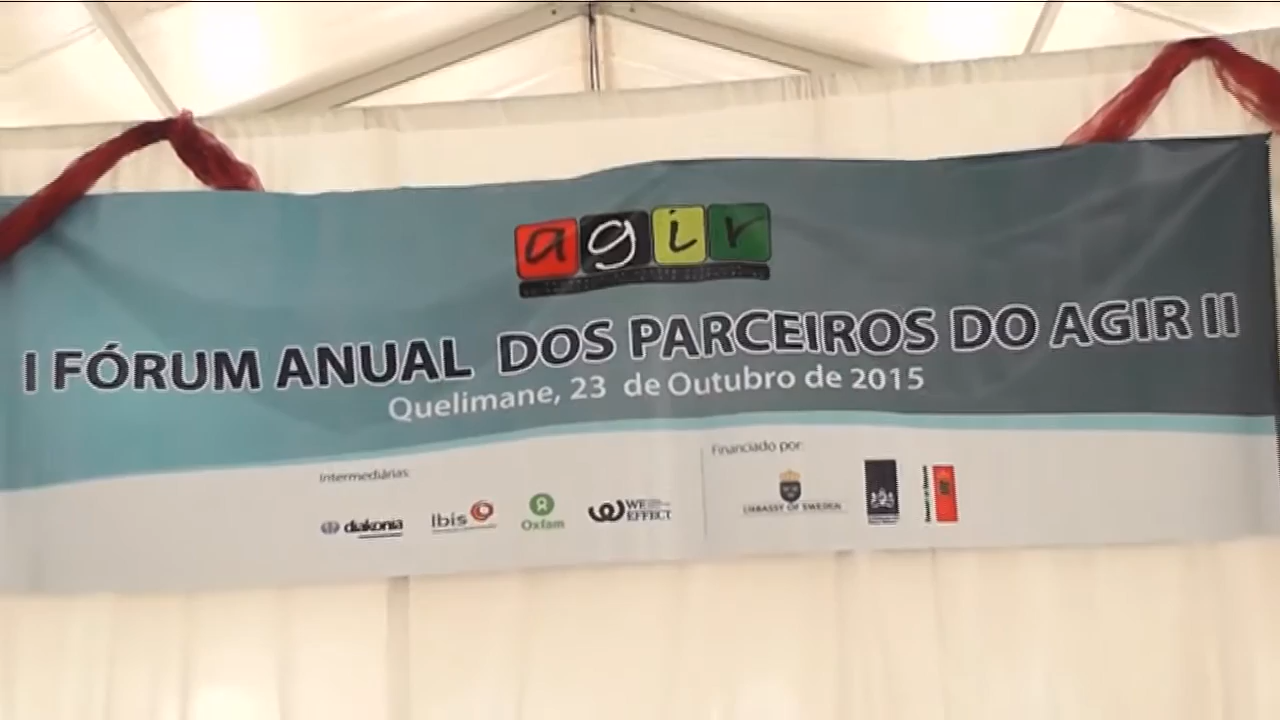 agir
I FÓRUM ANUAL DOS PARCEIROS DO AGIR II
Quelimane, 23 de Outubro de 2015
Intermediárias:
Financiado por:
diakonia
Ibis
Oxfam
WE EFFECT
EMBASSY OF SWEDEN